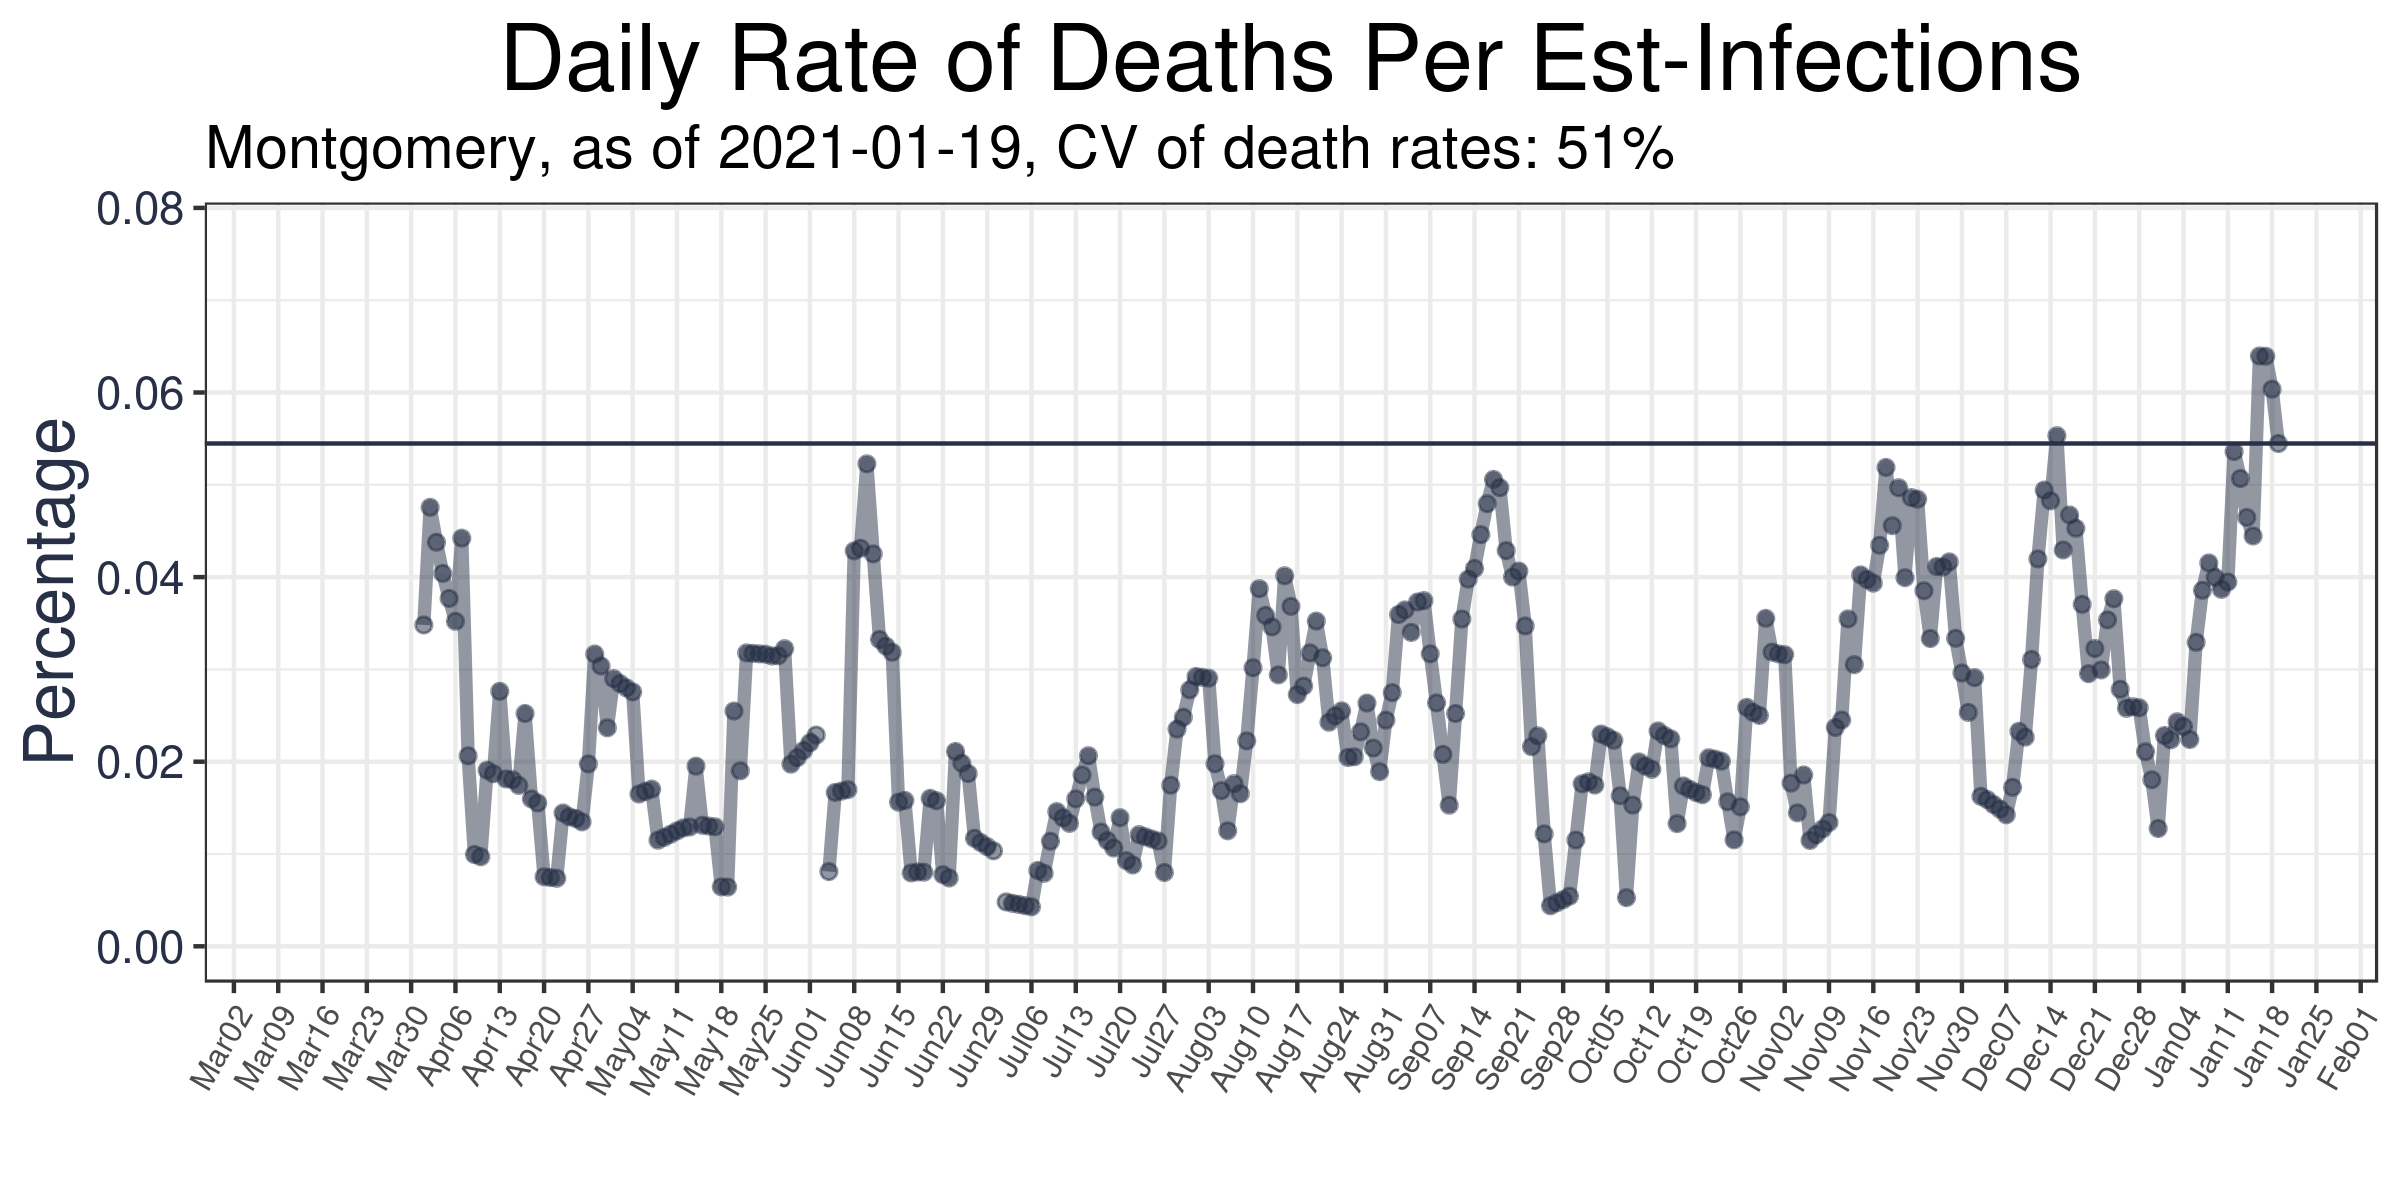 Daily Rate of Deaths Per Est-Infections
Montgomery, as of 2021-01-19, CV of death rates: 51%
Percentage
0.08
0.06
0.04
0.02
0.00
Mar02
Mar09
Mar16
Mar23
Mar30
Apr06
Apr13
Apr20
Apr27
May04
May11
May18
May25
Jun01
Jun08
Jun15
Jun22
Jun29
Jul06
Jul13
Jul20
Jul27
Aug03
Aug10
Aug17
Aug24
Aug31
Sep07
Sep14
Sep21
Sep28
Oct05
Oct12
Oct19
Oct26
Nov02
Nov09
Nov16
Nov23
Nov30
Dec07
Dec14
Dec21
Dec28
Jan04
Jan11
Jan18
Jan25
Feb01